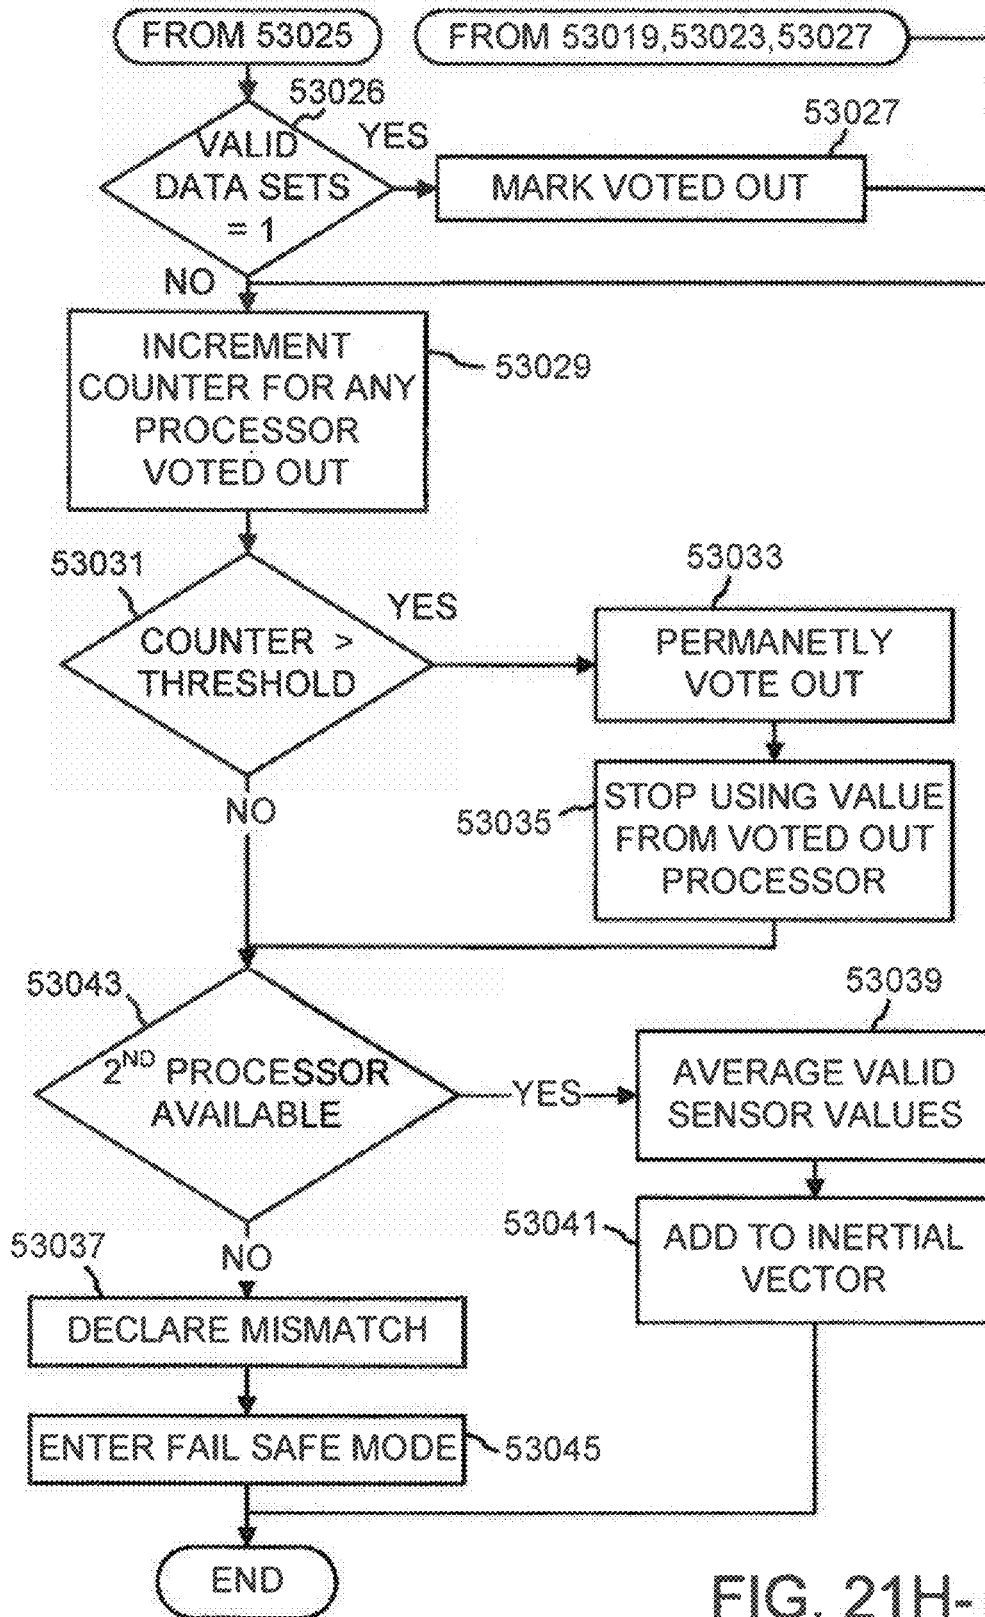 FROM 53025
FROM 53019,53023,53027
53026
VALID
DATA SETS
= 1
YES
53027
MARK VOTED OUT
NO
INCREMENT
COUNTER FOR ANY
PROCESSOR
VOTED OUT
53029
53031
COUNTER >
THRESHOLD
YES
53033
PERMANETLY
VOTE OUT
NO
53035
STOP USING VALUE
FROM VOTED OUT
PROCESSOR
53043
2ND PROCESSOR
AVAILABLE
YES
53039
AVERAGE VALID
SENSOR VALUES
53041
ADD TO INERTIAL
VECTOR
NO
53037
DECLARE MISMATCH
ENTER FAIL SAFE MODE
53045
END
FIG. 21H-